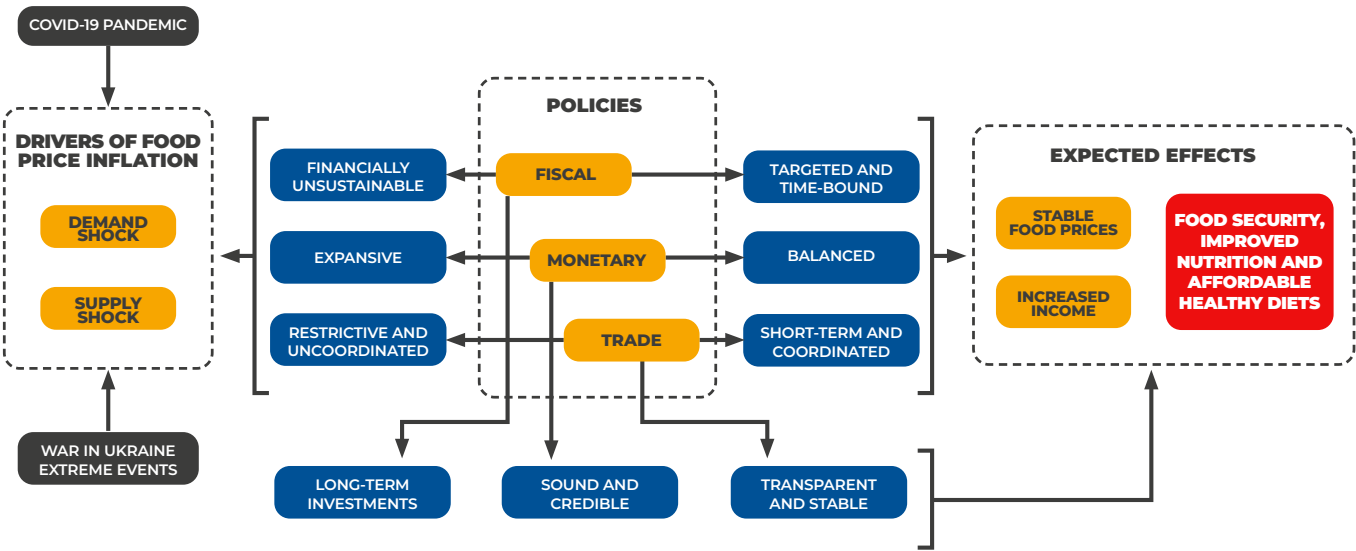 COVID-19 PANDEMIC
DRIVERS OF FOOD
PRICE INFLATION
DEMAND
SHOCK
SUPPLY
SHOCK
WAR IN UKRAINE
EXTREME EVENTS
FINANCIALLY
UNSUSTAINABLE
EXPANSIVE
RESTRICTIVE AND
UNCOORDINATED
POLICIES
FISCAL
MONETARY
TRADE
TARGETED AND
TIME-BOUND
BALANCED
SHORT-TERM AND
COORDINATED
LONG-TERM
INVESTMENTS
SOUND AND
CREDIBLE
TRANSPARENT
AND STABLE
EXPECTED EFFECTS
STABLE
FOOD PRICES
INCREASED
INCOME
FOOD SECURITY,
IMPROVED
NUTRITION AND
AFFORDABLE
HEALTHY DIETS